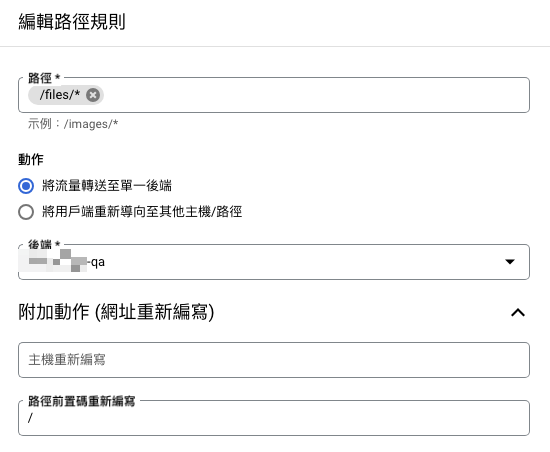 編輯路徑規則
路徑 *
/files/*
示例：/images/*
動作
將流量轉送至單一後端
將用戶端重新導向至其他主機/路徑
後端 *
-qa
附加動作 (網址重新編寫)
主機重新編寫
路徑前置碼重新編寫
/